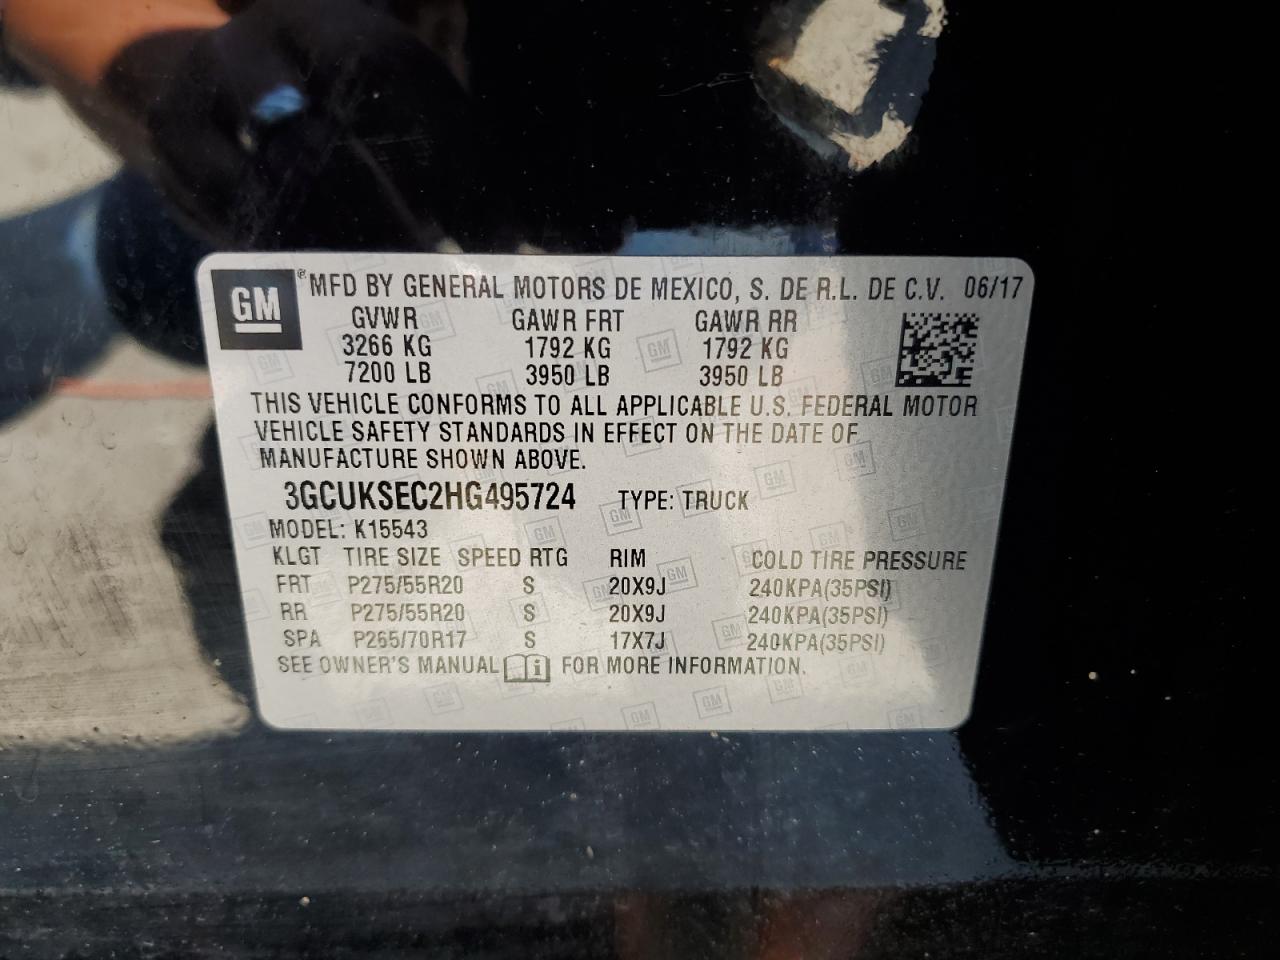 GM ® MFD BY GENERAL MOTORS DE MEXICO, S. DE R.L. DE C.V. 06/17
GVWR GAWR FRT GAWR RR
3266 KG 1792 KG 1792 KG
7200 LB 3950 LB 3950 LB
THIS VEHICLE CONFORMS TO ALL APPLICABLE U.S. FEDERAL MOTOR
VEHICLE SAFETY STANDARDS IN EFFECT ON THE DATE OF
MANUFACTURE SHOWN ABOVE.
3GCUKSEC2HG495724 TYPE: TRUCK
MODEL: K15543
KLGT TIRE SIZE SPEED RTG RIM COLD TIRE PRESSURE
FRT P275/55R20 S 20X9J 240KPA(35PSI)
RR P275/55R20 S 20X9J 240KPA(35PSI)
SPA P265/70R17 S 17X7J 240KPA(35PSI)
SEE OWNER'S MANUAL i FOR MORE INFORMATION.